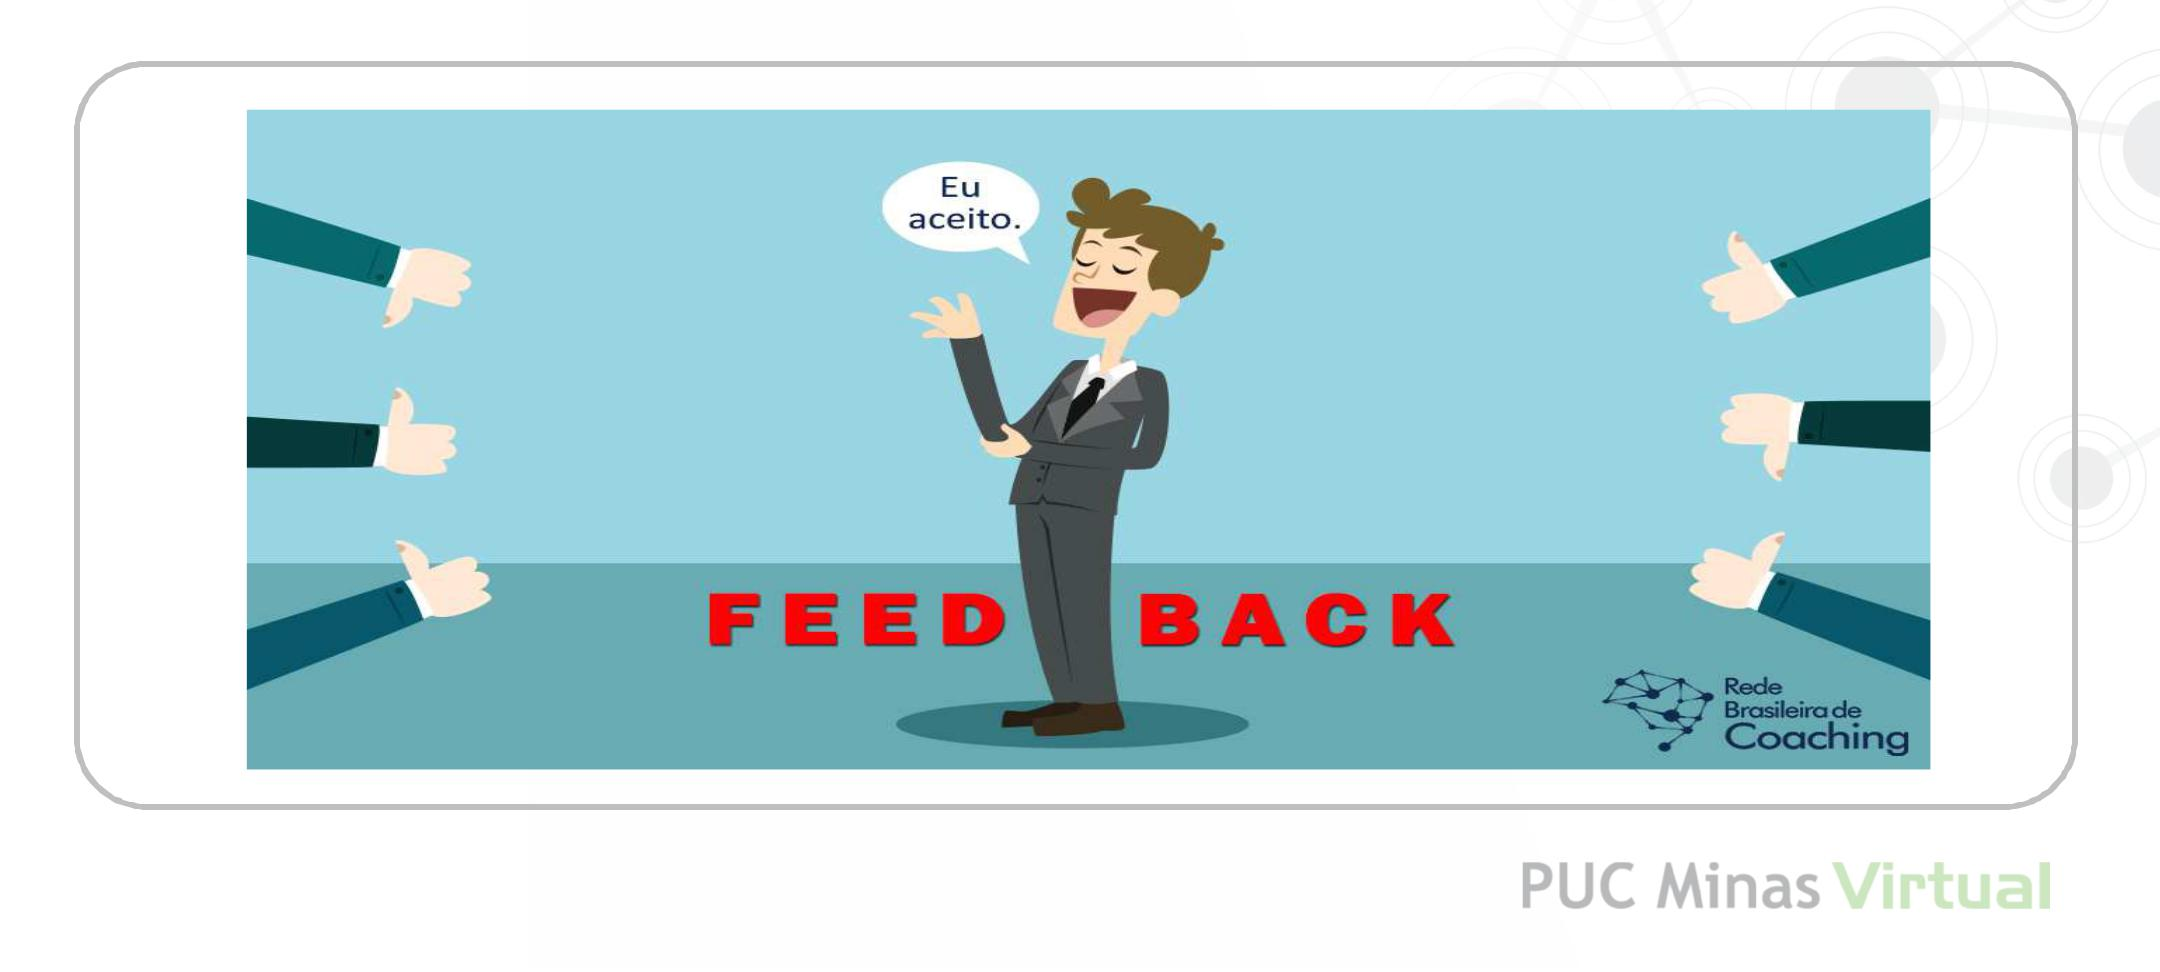 Eu
aceito.
FEED BACK
Rede
Brasileira de
Coaching
PUC Minas Virtual